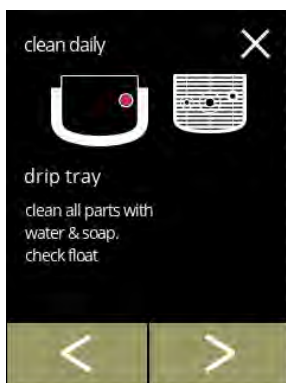 clean daily
drip tray
clean all parts with
water & soap.
check float